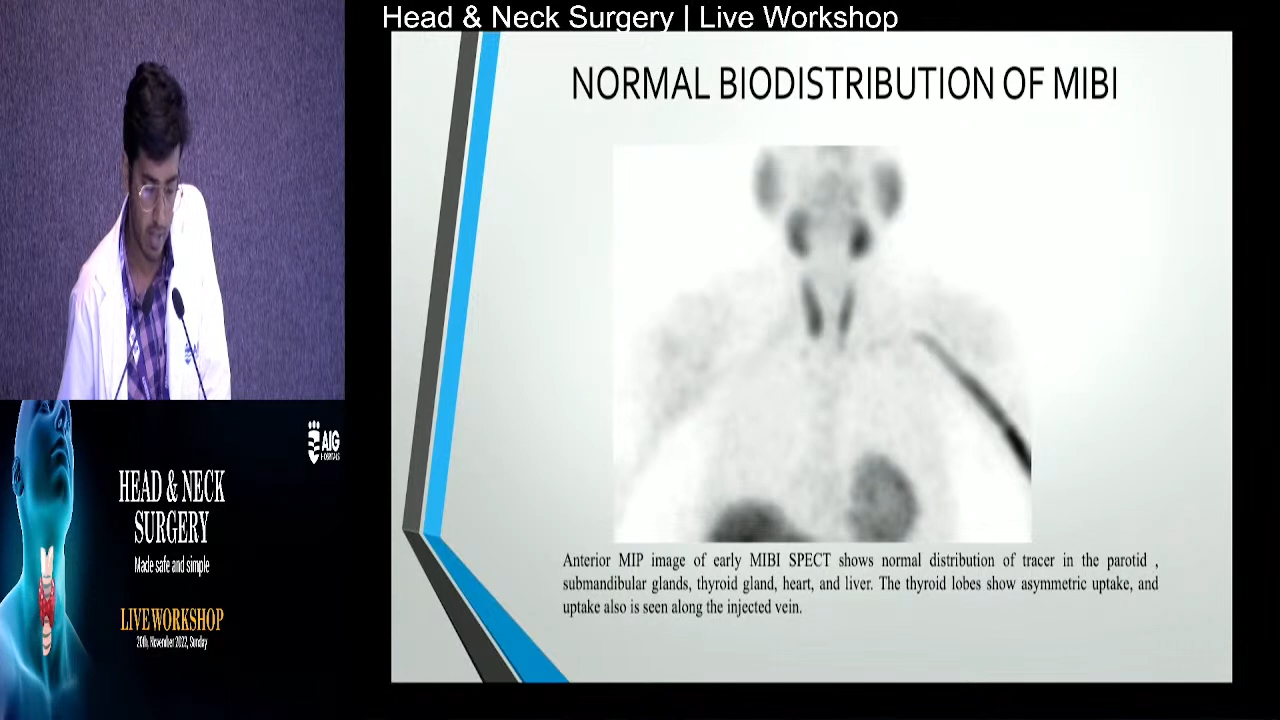 Head & Neck Surgery | Live Workshop
NORMAL BIODISTRIBUTION OF MIBI
Anterior MIP image of early MIBI SPECT shows normal distribution of tracer in the parotid ,
submandibular glands, thyroid gland, heart, and liver. The thyroid lobes show asymmetric uptake, and
uptake also is seen along the injected vein.
AIG
HOSPITALS
HEAD & NECK
SURGERY
Made safe and simple
LIVE WORKSHOP
20th, November 2022, Sunday